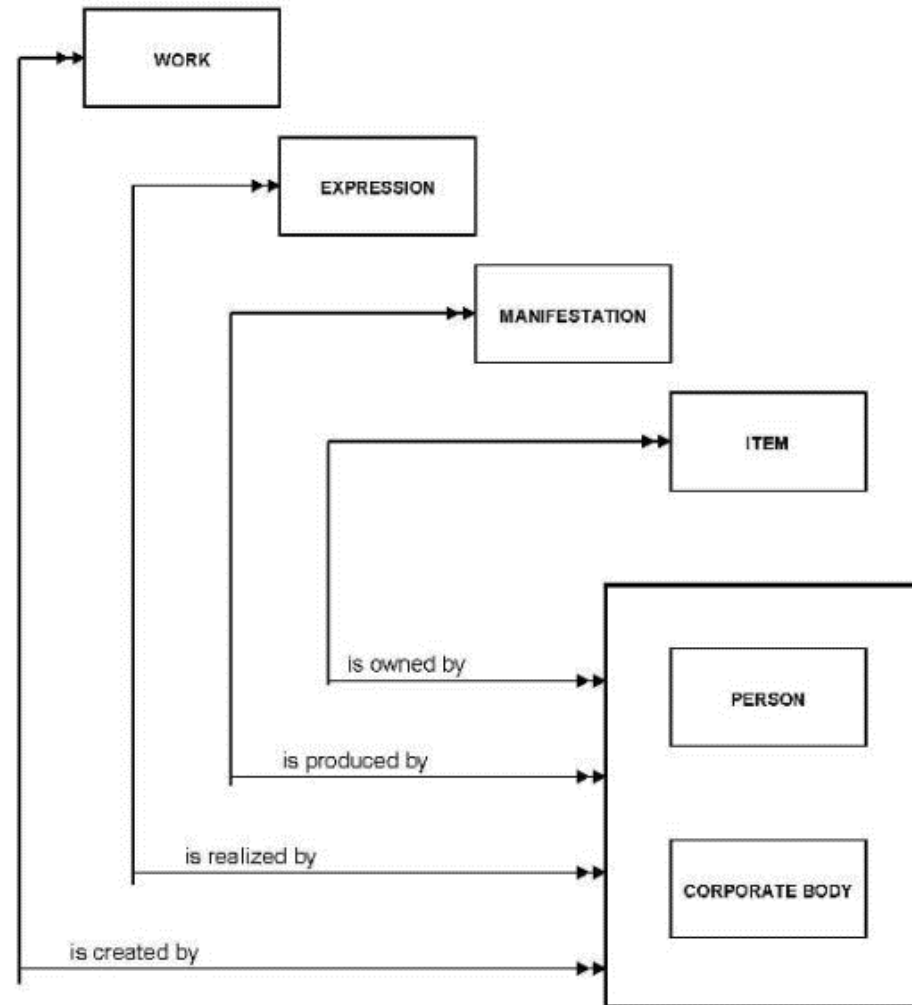 WORK
EXPRESSION
MANIFESTATION
ITEM
is owned by
PERSON
is produced by
is realized by
CORPORATE BODY
is created by